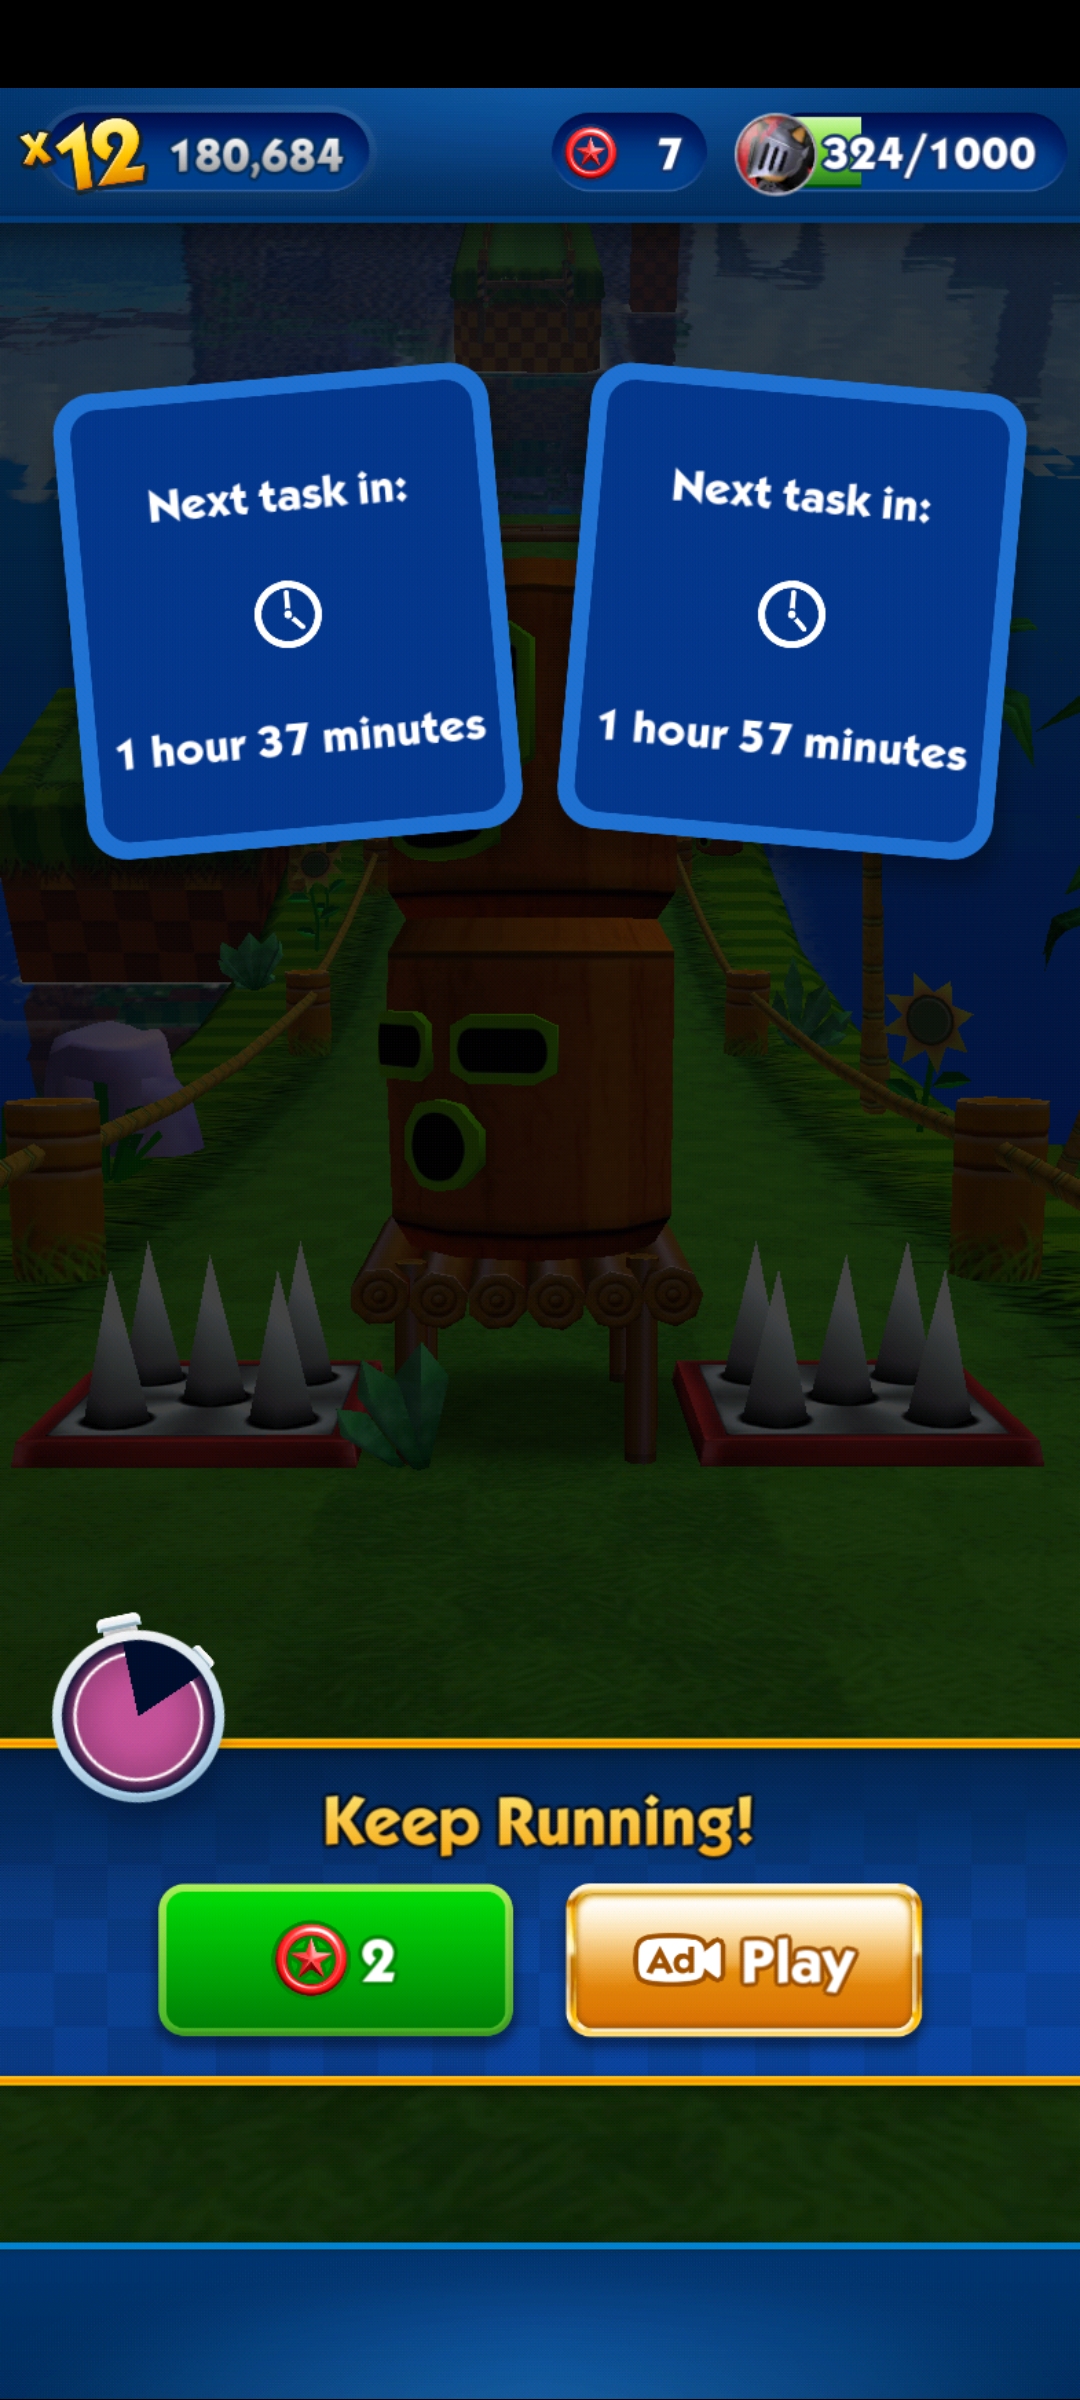 x12 180,684
7
324/1000
Next task in:
1 hour 37 minutes
Next task in:
1 hour 57 minutes
Keep Running!
2
Ad Play